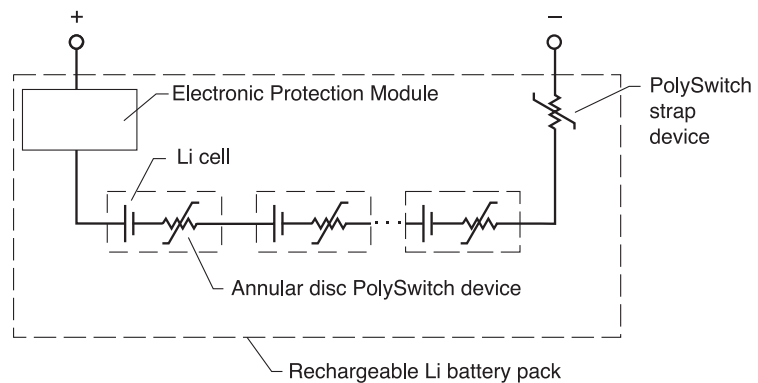 +
–
Electronic Protection Module
PolySwitch
strap
device
Li cell
Annular disc PolySwitch device
Rechargeable Li battery pack